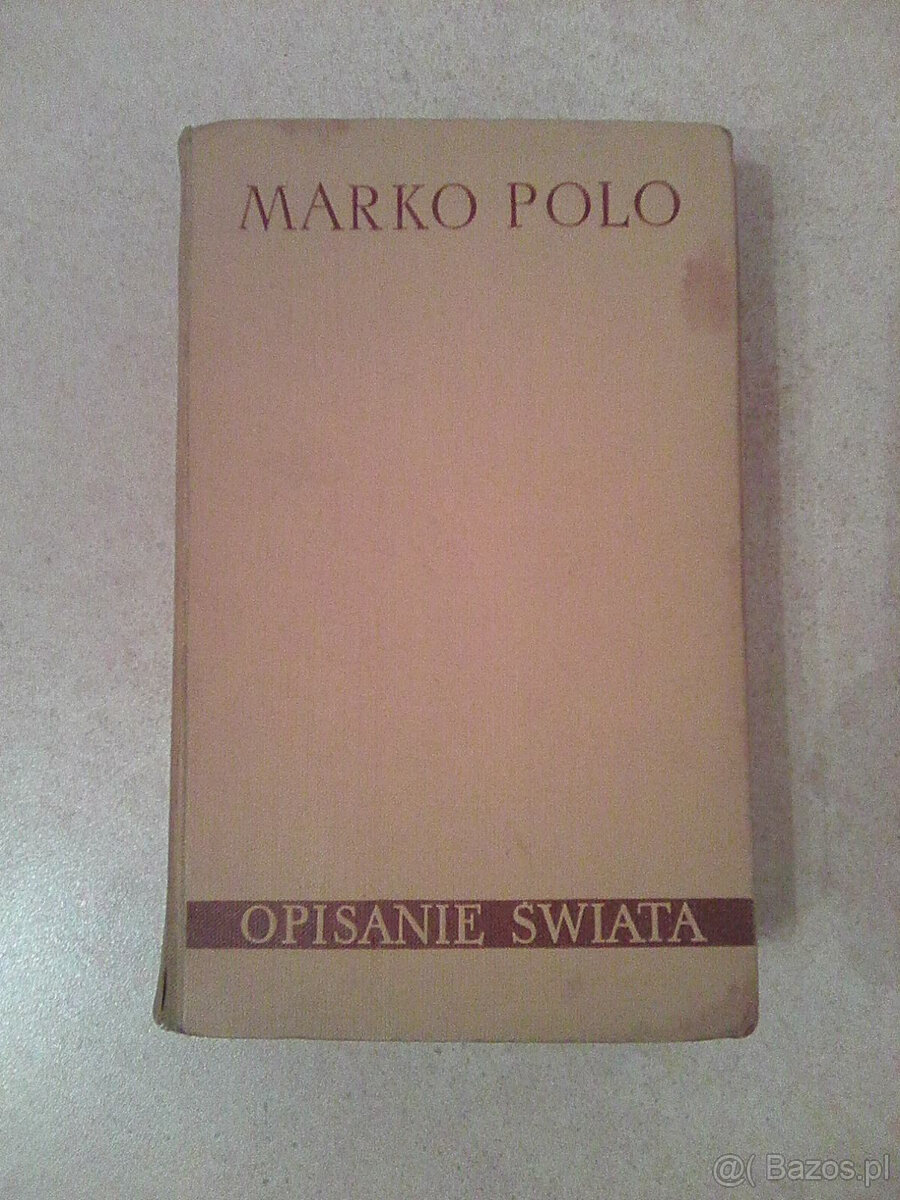 MARKO POLO
OPISANIE ŚWIATA
@( Bazos.pl